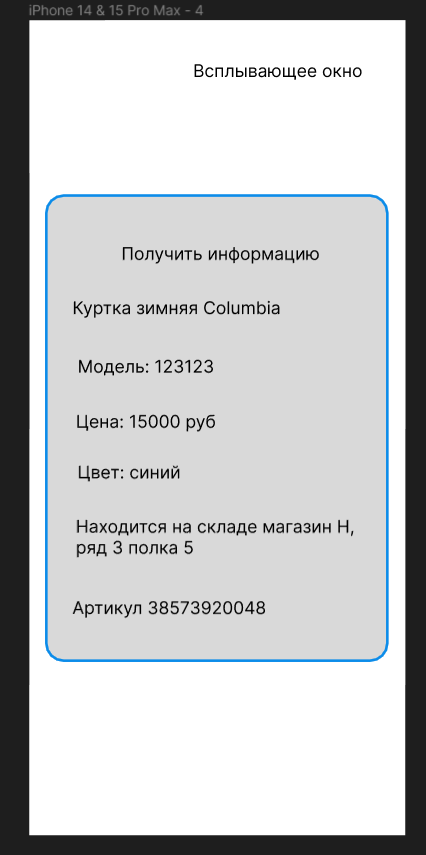 iPhone 14 & 15 Pro Max - 4
Всплывающее окно
Получить информацию
Куртка зимняя Columbia
Модель: 123123
Цена: 15000 руб
Цвет: синий
Находится на складе магазин Н,
ряд 3 полка 5
Артикул 38573920048